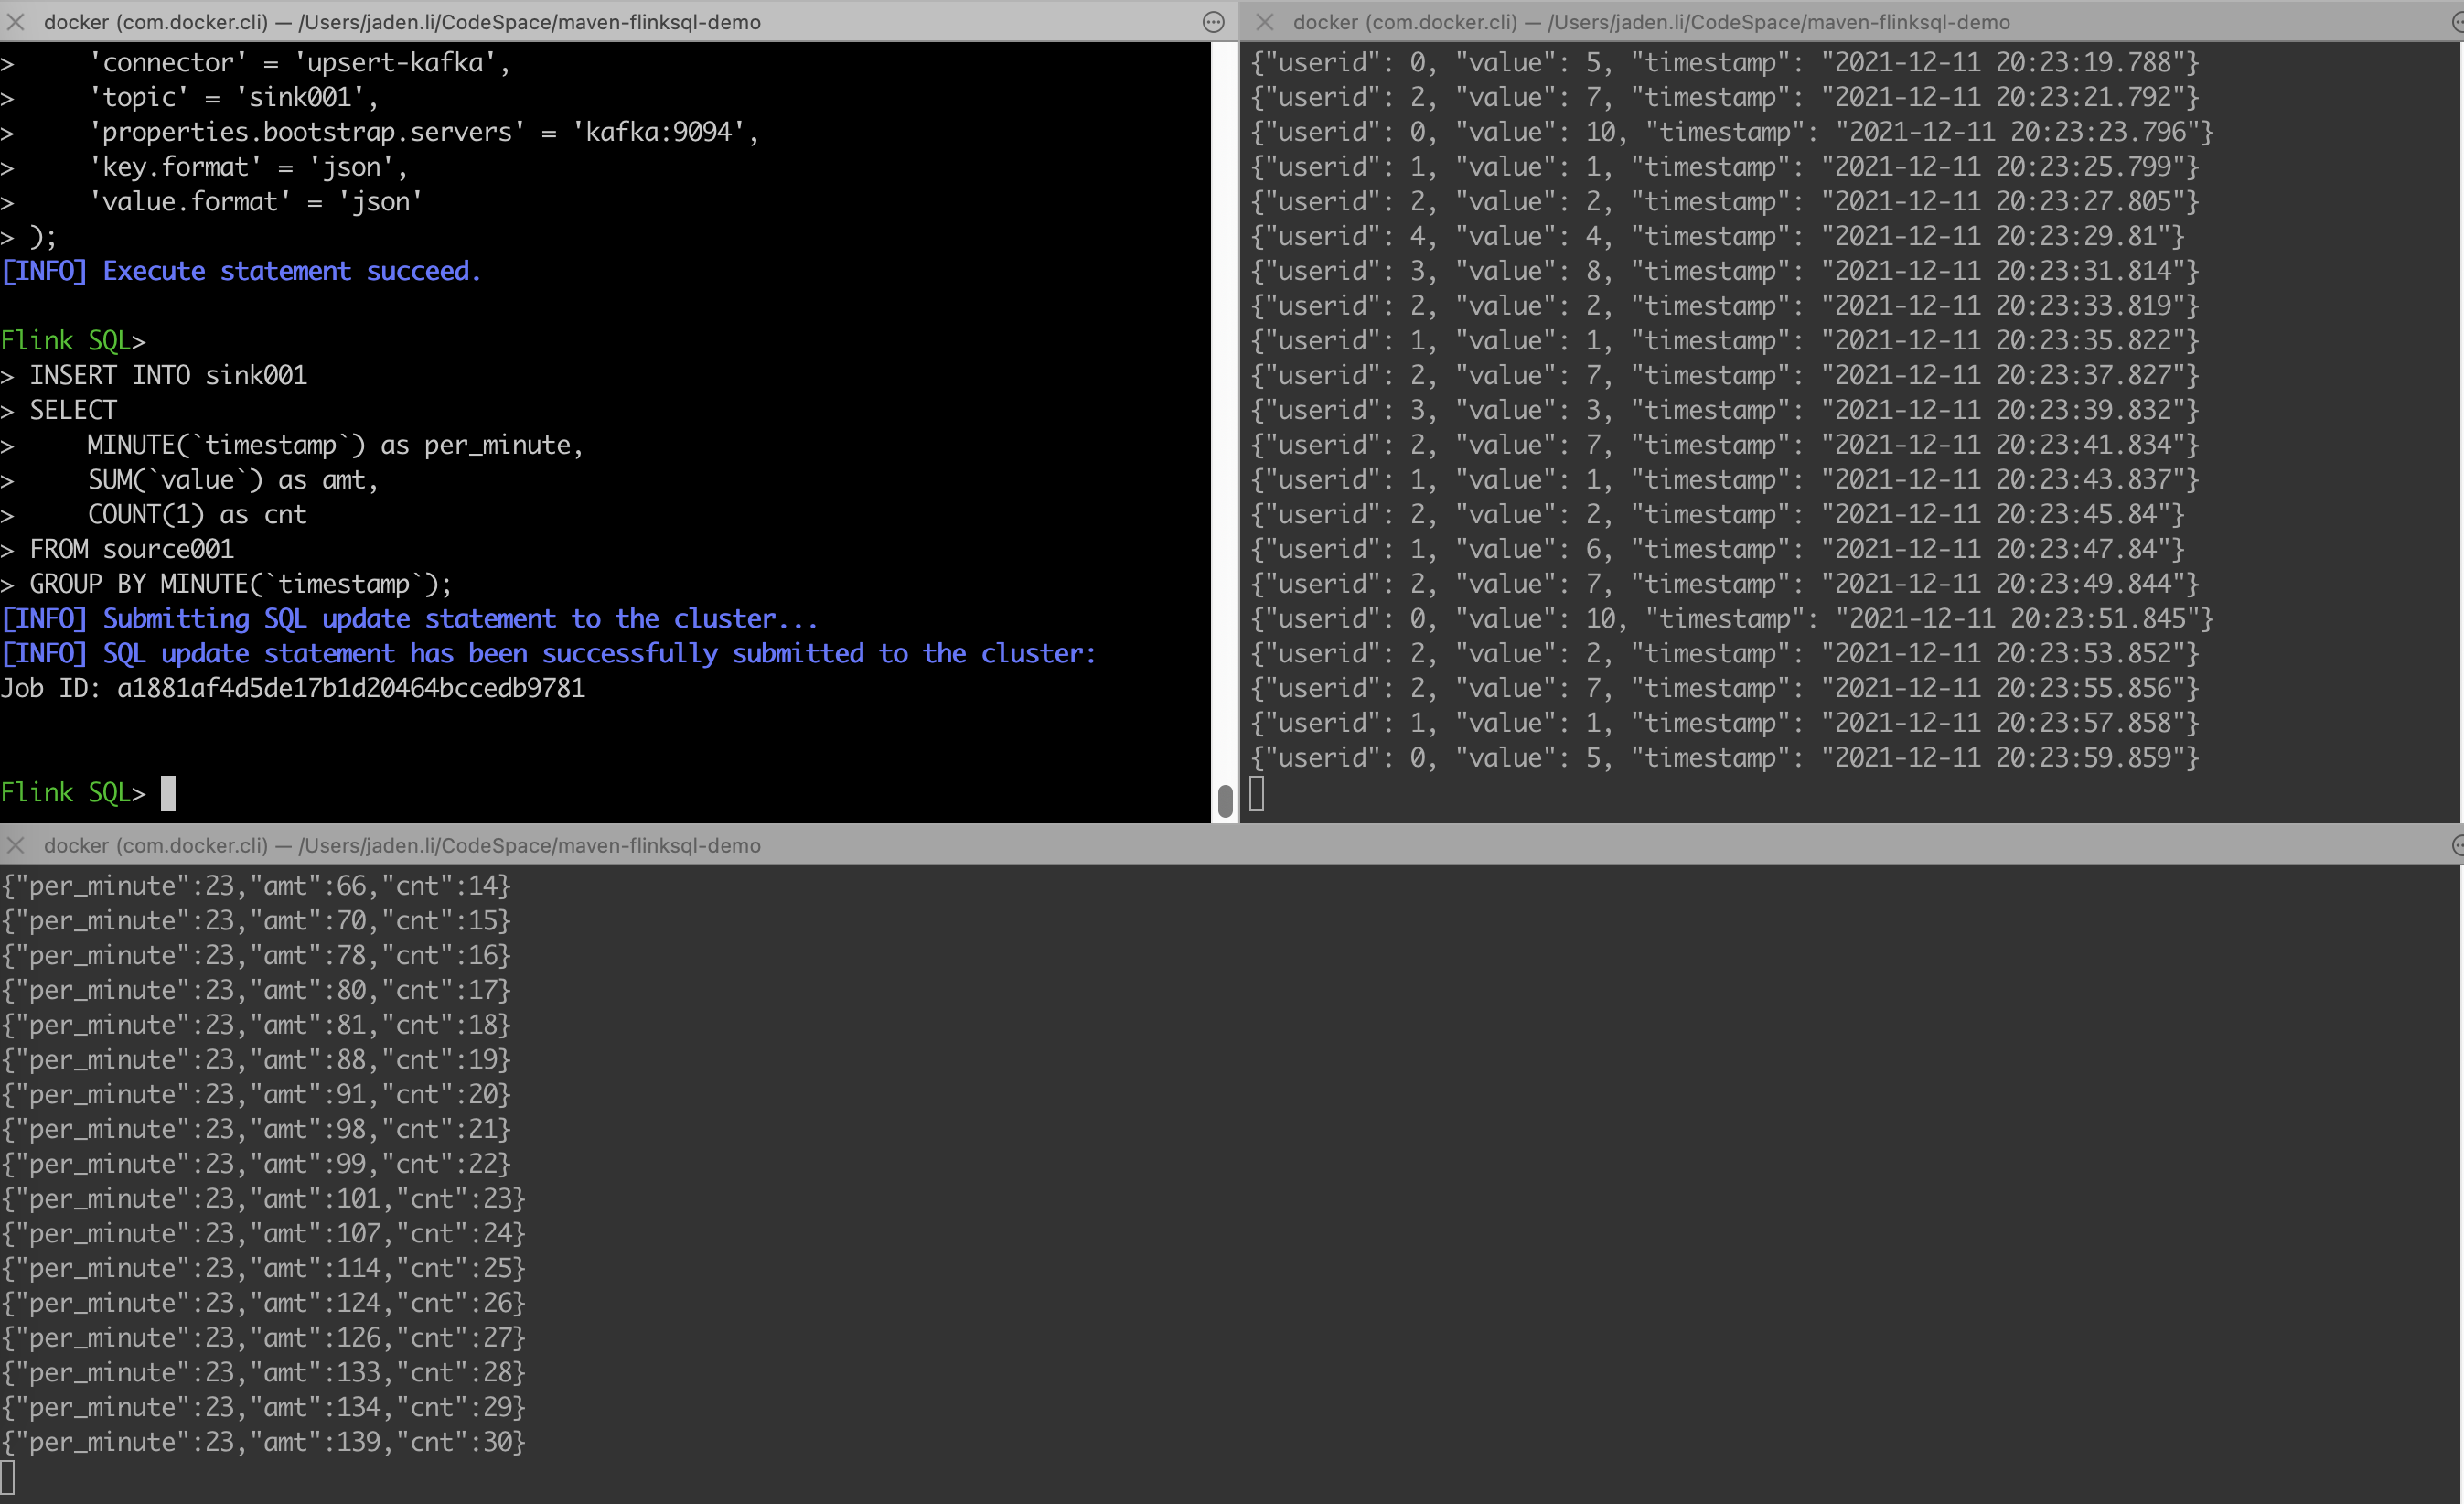 docker (com.docker.cli) — /Users/jaden.li/CodeSpace/maven-flinksql-demo
>     'connector' = 'upsert-kafka',
>     'topic' = 'sink001',
>     'properties.bootstrap.servers' = 'kafka:9094',
>     'key.format' = 'json',
>     'value.format' = 'json'
> );
[INFO] Execute statement succeed.
Flink SQL>
> INSERT INTO sink001
> SELECT
>     MINUTE(`timestamp`) as per_minute,
>     SUM(`value`) as amt,
>     COUNT(1) as cnt
> FROM source001
> GROUP BY MINUTE(`timestamp`);
[INFO] Submitting SQL update statement to the cluster...
[INFO] SQL update statement has been successfully submitted to the cluster:
Job ID: a1881af4d5de17b1d20464bccedb9781
Flink SQL>
docker (com.docker.cli) — /Users/jaden.li/CodeSpace/maven-flinksql-demo
{"userid": 0, "value": 5, "timestamp": "2021-12-11 20:23:19.788"}
{"userid": 2, "value": 7, "timestamp": "2021-12-11 20:23:21.792"}
{"userid": 0, "value": 10, "timestamp": "2021-12-11 20:23:23.796"}
{"userid": 1, "value": 1, "timestamp": "2021-12-11 20:23:25.799"}
{"userid": 2, "value": 2, "timestamp": "2021-12-11 20:23:27.805"}
{"userid": 4, "value": 4, "timestamp": "2021-12-11 20:23:29.81"}
{"userid": 3, "value": 8, "timestamp": "2021-12-11 20:23:31.814"}
{"userid": 2, "value": 2, "timestamp": "2021-12-11 20:23:33.819"}
{"userid": 1, "value": 1, "timestamp": "2021-12-11 20:23:35.822"}
{"userid": 2, "value": 7, "timestamp": "2021-12-11 20:23:37.827"}
{"userid": 3, "value": 3, "timestamp": "2021-12-11 20:23:39.832"}
{"userid": 2, "value": 7, "timestamp": "2021-12-11 20:23:41.834"}
{"userid": 1, "value": 1, "timestamp": "2021-12-11 20:23:43.837"}
{"userid": 2, "value": 2, "timestamp": "2021-12-11 20:23:45.84"}
{"userid": 1, "value": 6, "timestamp": "2021-12-11 20:23:47.84"}
{"userid": 2, "value": 7, "timestamp": "2021-12-11 20:23:49.844"}
{"userid": 0, "value": 10, "timestamp": "2021-12-11 20:23:51.845"}
{"userid": 2, "value": 2, "timestamp": "2021-12-11 20:23:53.852"}
{"userid": 2, "value": 7, "timestamp": "2021-12-11 20:23:55.856"}
{"userid": 1, "value": 1, "timestamp": "2021-12-11 20:23:57.858"}
{"userid": 0, "value": 5, "timestamp": "2021-12-11 20:23:59.859"}
docker (com.docker.cli) — /Users/jaden.li/CodeSpace/maven-flinksql-demo
{"per_minute":23,"amt":66,"cnt":14}
{"per_minute":23,"amt":70,"cnt":15}
{"per_minute":23,"amt":78,"cnt":16}
{"per_minute":23,"amt":80,"cnt":17}
{"per_minute":23,"amt":81,"cnt":18}
{"per_minute":23,"amt":88,"cnt":19}
{"per_minute":23,"amt":91,"cnt":20}
{"per_minute":23,"amt":98,"cnt":21}
{"per_minute":23,"amt":99,"cnt":22}
{"per_minute":23,"amt":101,"cnt":23}
{"per_minute":23,"amt":107,"cnt":24}
{"per_minute":23,"amt":114,"cnt":25}
{"per_minute":23,"amt":124,"cnt":26}
{"per_minute":23,"amt":126,"cnt":27}
{"per_minute":23,"amt":133,"cnt":28}
{"per_minute":23,"amt":134,"cnt":29}
{"per_minute":23,"amt":139,"cnt":30}